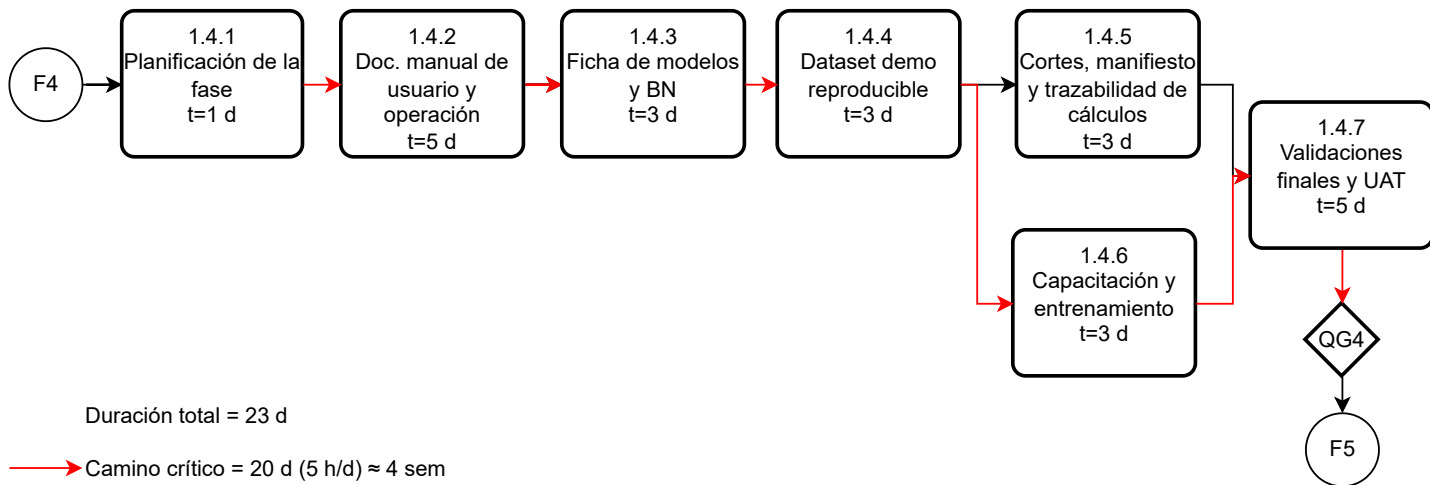 F4
1.4.1
Planificación de la
fase
t=1 d
1.4.2
Doc. manual de
usuario y
operación
t=5 d
1.4.3
Ficha de modelos
y BN
t=3 d
1.4.4
Dataset demo
reproducible
t=3 d
1.4.5
Cortes, manifiesto
y trazabilidad de
cálculos
t=3 d
1.4.6
Capacitación y
entrenamiento
t=3 d
1.4.7
Validaciones
finales y UAT
t=5 d
QG4
F5
Duración total = 23 d
Camino crítico = 20 d (5 h/d) ≈ 4 sem